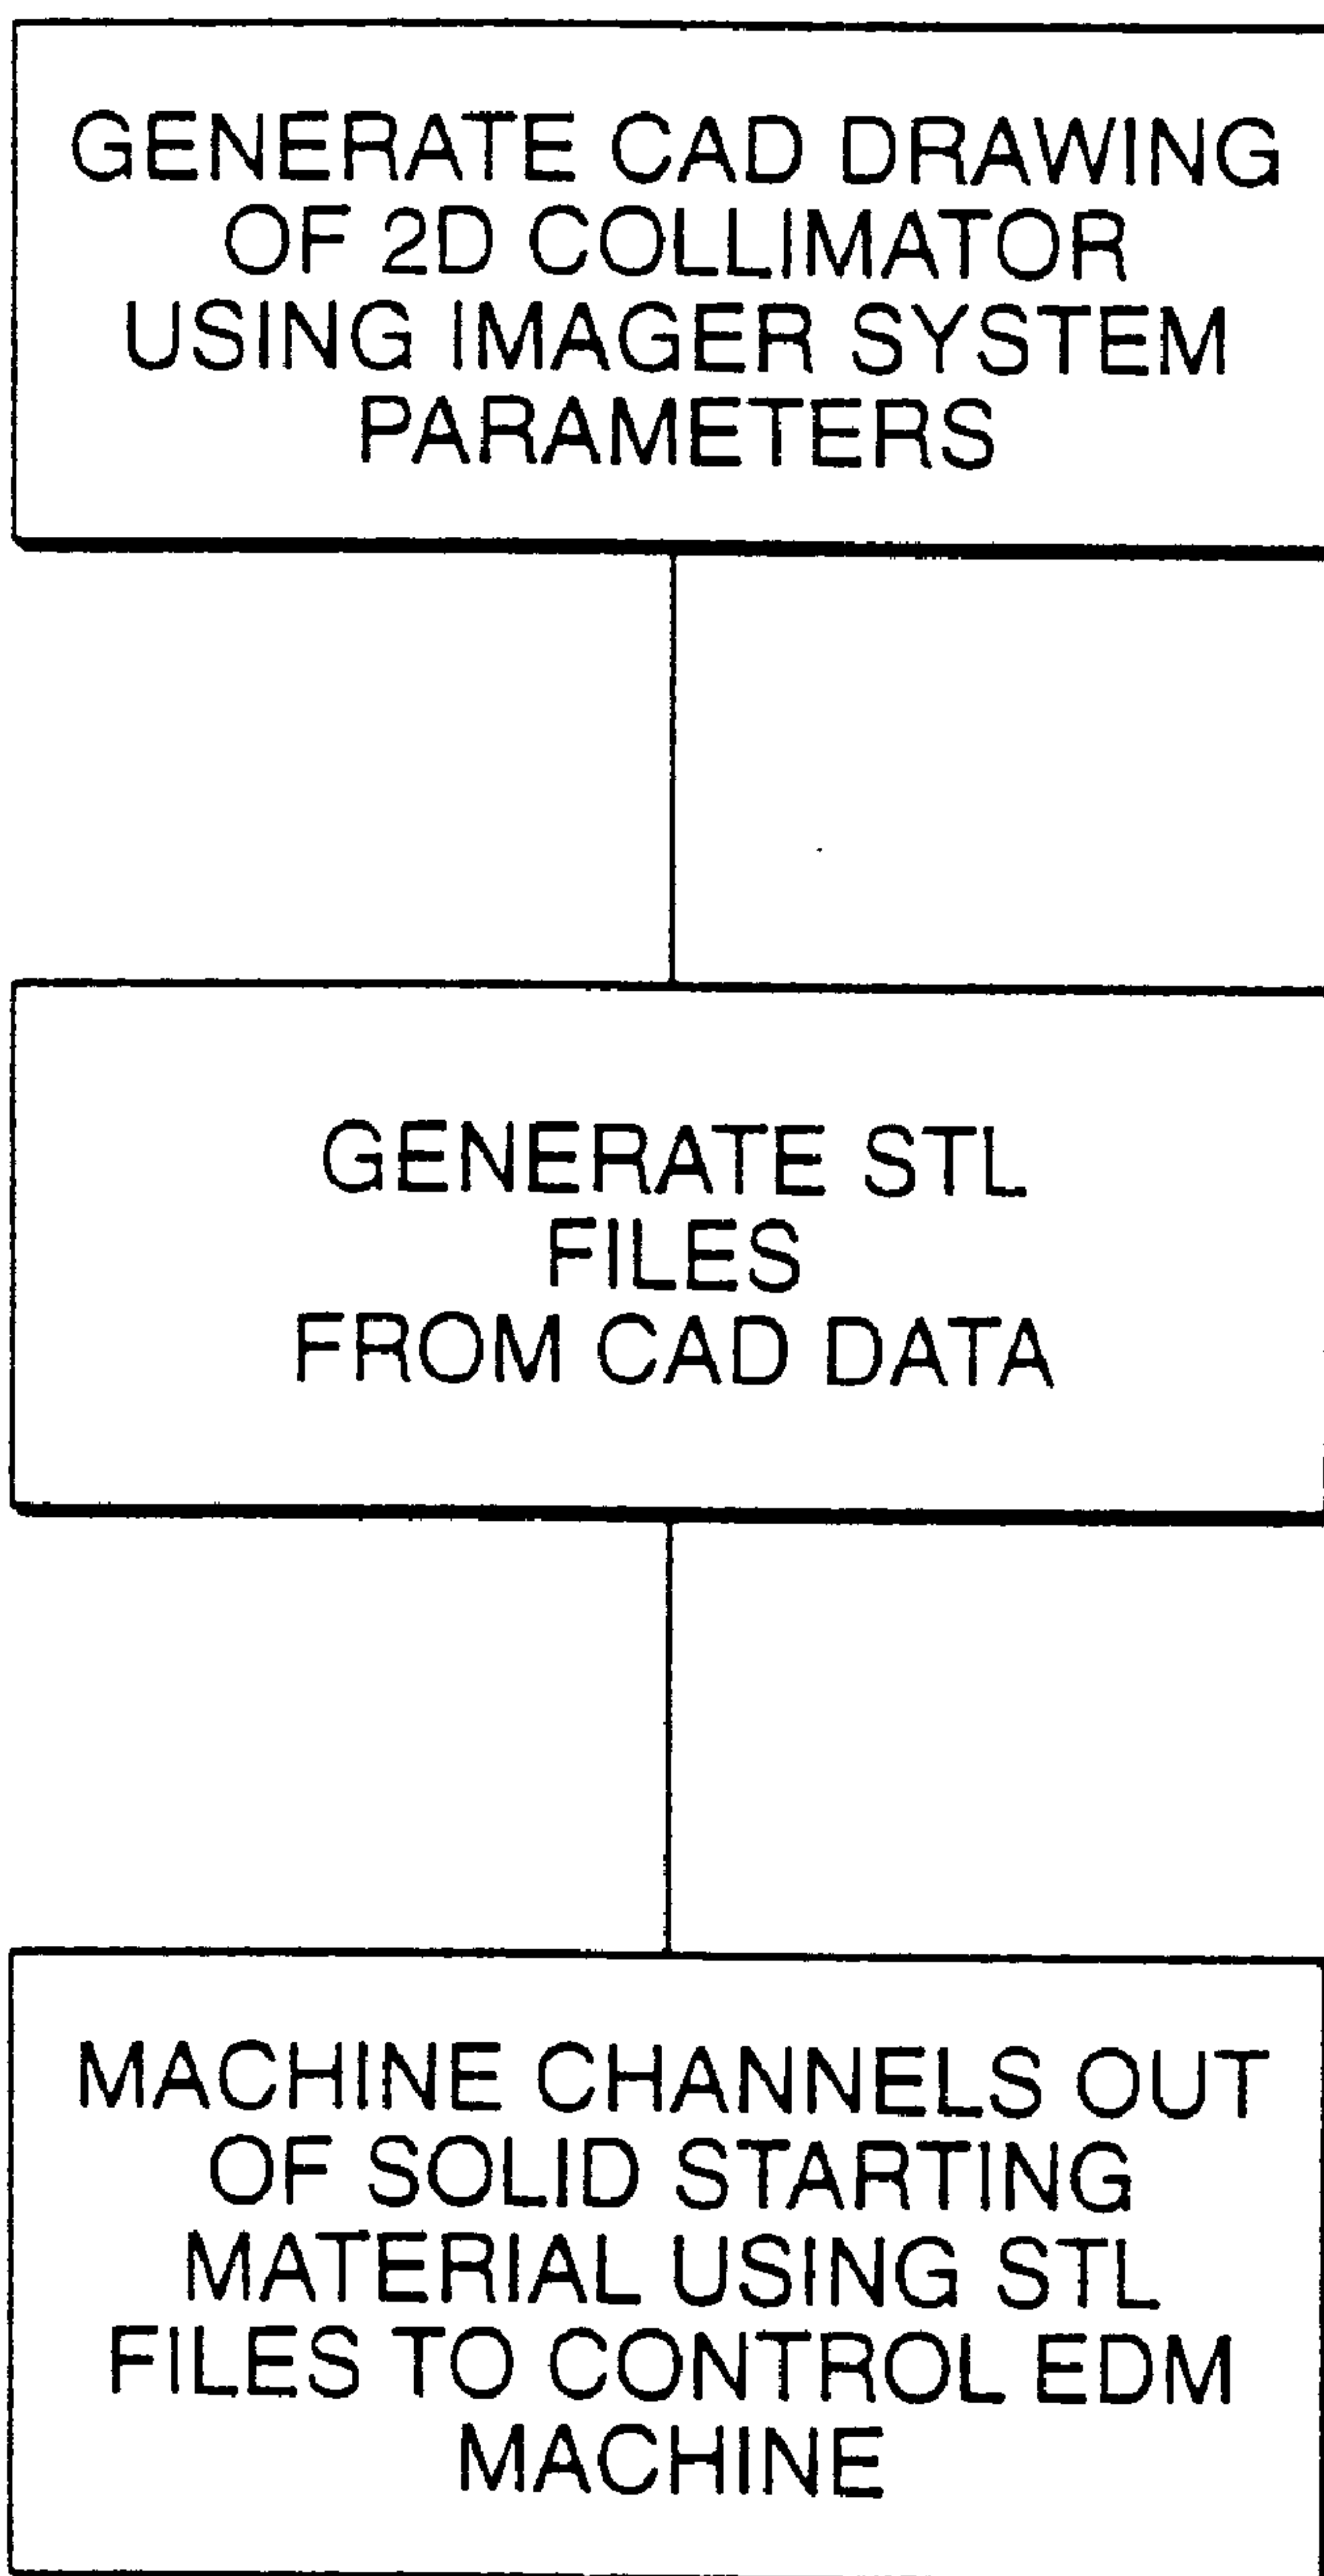 GENERATE CAD DRAWING
OF 2D COLLIMATOR
USING IMAGER SYSTEM
PARAMETERS
GENERATE STL
FILES
FROM CAD DATA
MACHINE CHANNELS OUT
OF SOLID STARTING
MATERIAL USING STL
FILES TO CONTROL EDM
MACHINE